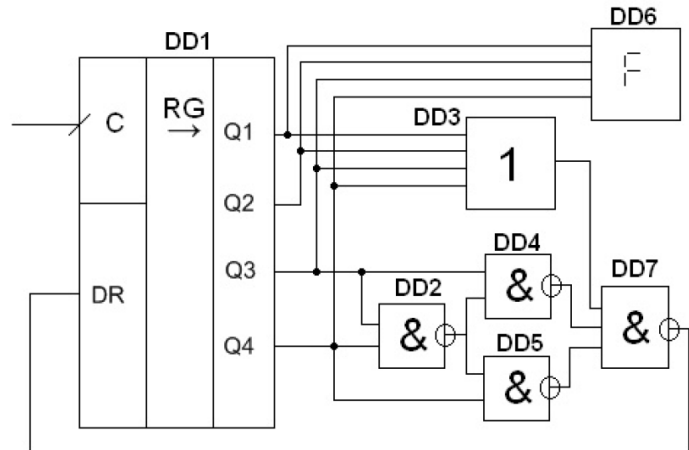 DD6
DD1
F
RG
→
C
Q1
DD3
1
Q2
DD4
&
Q3
DD7
DR
DD2
&
&
Q4
DD5
&